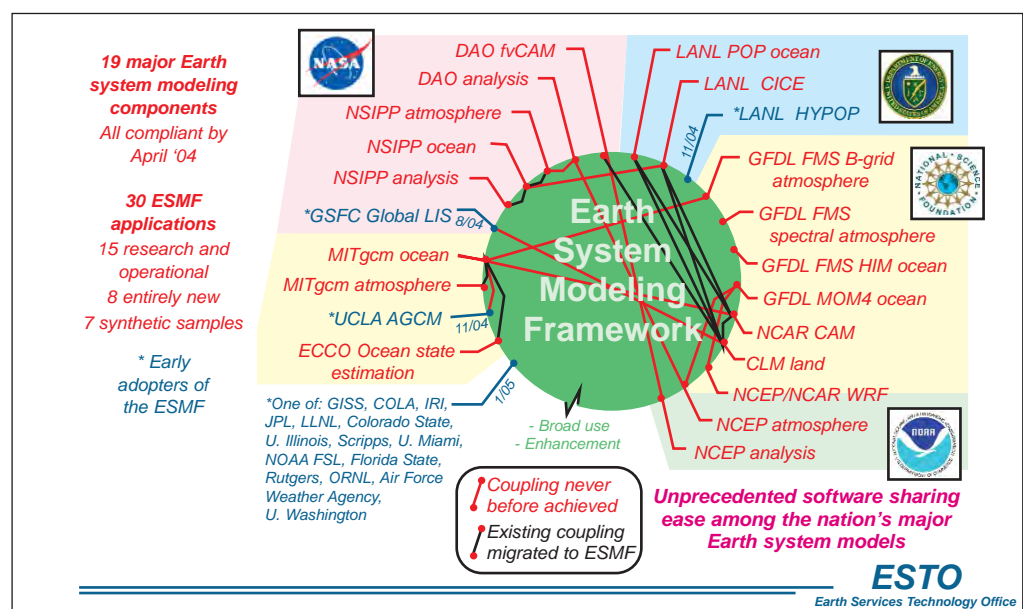 19 major Earth
system modeling
components
All compliant by
April ‘04
30 ESMF
applications
15 research and
operational
8 entirely new
7 synthetic samples
* Early
adopters of
the ESMF
NASA
DAO fvCAM
DAO analysis
NSIPP atmosphere
NSIPP ocean
NSIPP analysis
*GSFC Global LIS
8/04
MITgcm ocean
MITgcm atmosphere
*UCLA AGCM
11/04
ECCO Ocean state
estimation
1/05
*One of: GISS, COLA, IRI,
JPL, LLNL, Colorado State,
U. Illinois, Scripps, U. Miami,
NOAA FSL, Florida State,
Rutgers, ORNL, Air Force
Weather Agency,
U. Washington
Earth
System
Modeling
Framework
- Broad use
- Enhancement
LANL POP ocean
LANL CICE
*LANL HYPOP
11/04
GFDL FMS B-grid
atmosphere
GFDL FMS
spectral atmosphere
GFDL FMS HIM ocean
GFDL MOM4 ocean
NCAR CAM
CLM land
NCEP/NCAR WRF
NCEP atmosphere
NCEP analysis
NATIONAL SCIENCE
FOUNDATION
NOAA
Coupling never
before achieved
Existing coupling
migrated to ESMF
Unprecedented software sharing
ease among the nation’s major
Earth system models
ESTO
Earth Services Technology Office